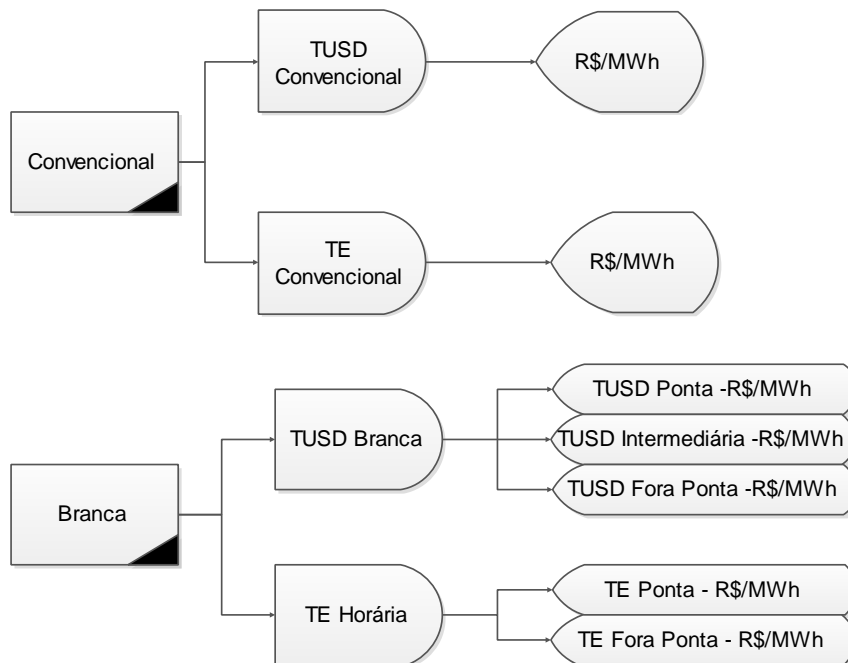 TUSD
Convencional
R$/MWh
Convencional
TE
Convencional
R$/MWh
TUSD Ponta -R$/MWh
TUSD Branca
TUSD Intermediária -R$/MWh
TUSD Fora Ponta -R$/MWh
Branca
TE Horária
TE Ponta - R$/MWh
TE Fora Ponta - R$/MWh